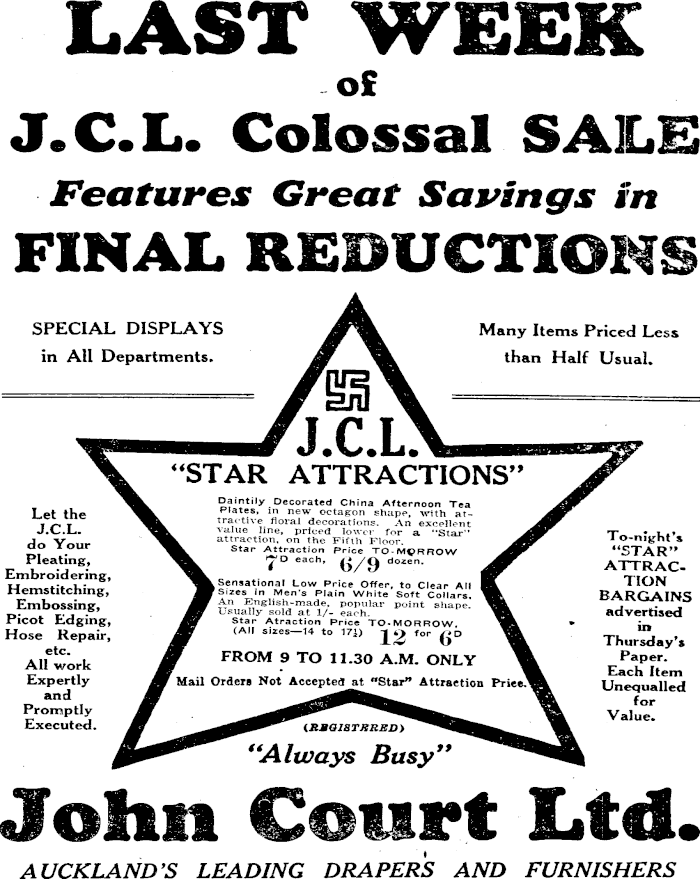 LAST WEEK
of
J.C.L. Colossal SALE
Features Great Savings in
FINAL REDUCTIONS
SPECIAL DISPLAYS
in All Departments.
Many Items Priced Less
than Half Usual.
J.C.L.
"STAR ATTRACTIONS"
Daintily Decorated China Afternoon Tea
Plates, in new octagon shape, with at-
tractive floral decorations. An excellent
value line, priced lower for a "Star"
attraction, on the Fifth Floor.
Star Attraction Price TO-MORROW
7D each, 6/9 dozen.
Sensational Low Price Offer, to Clear All
Sizes in Men's Plain White Soft Collars.
An English-made, popular point shape.
Usually sold at 1/- each.
Star Atraction Price TO-MORROW,
(All sizes—14 to 17½) 12 for 6D
FROM 9 TO 11.30 A.M. ONLY
Mail Orders Not Accepted at "Star" Attraction Price.
Let the
J.C.L.
do Your
Pleating,
Embroidering,
Hemstitching,
Embossing,
Picot Edging,
Hose Repair,
etc.
All work
Expertly
and
Promptly
Executed.
To-night's
"STAR"
ATTRAC-
TION
BARGAINS
advertised
in
Thursday's
Paper.
Each Item
Unequalled
for
Value.
(REGISTERED)
"Always Busy"
John Court Ltd.
AUCKLAND'S LEADING DRAPERS AND FURNISHERS